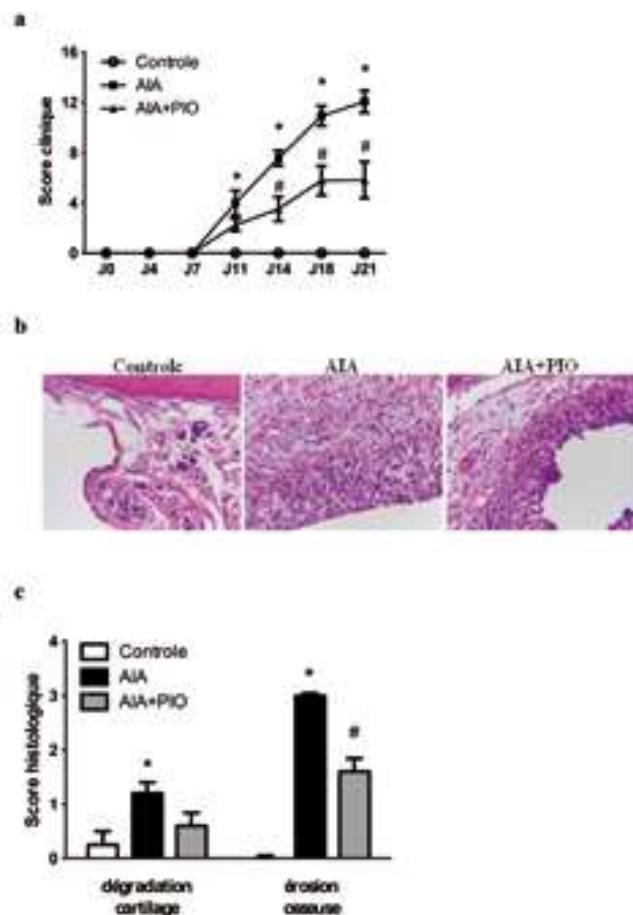 a
16
12
8
4
0
Score clinique
Controle
AIA
AIA+PIO
*
*
*
*
#
#
#
J0 J4 J7 J11 J14 J18 J21
b
Controle AIA AIA+PIO
c
4
3
2
1
0
Score histologique
Controle
AIA
AIA+PIO
*
*
#
dégradation cartilage
érosion osseuse